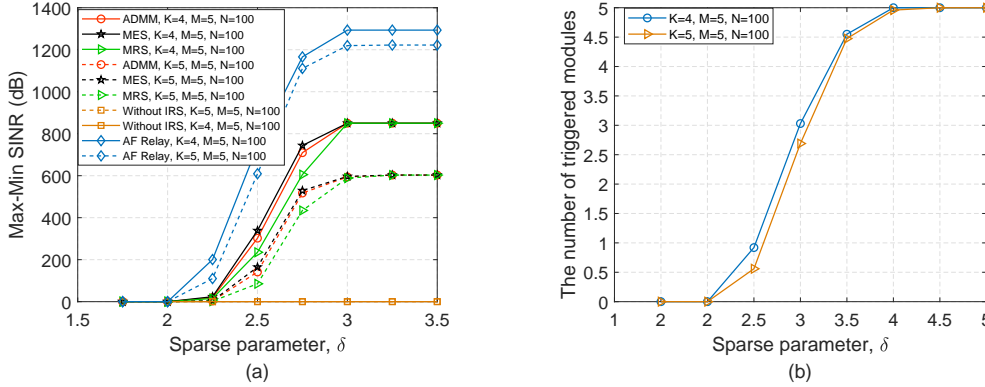 Max-Min SINR (dB)
1400
1200
1000
800
600
400
200
0
ADMM, K=4, M=5, N=100
MES, K=4, M=5, N=100
MRS, K=4, M=5, N=100
ADMM, K=5, M=5, N=100
MES, K=5, M=5, N=100
MRS, K=5, M=5, N=100
Without IRS, K=5, M=5, N=100
Without IRS, K=4, M=5, N=100
AF Relay, K=4, M=5, N=100
AF Relay, K=5, M=5, N=100
1.5 2 2.5 3 3.5
Sparse parameter, δ
(a)
The number of triggered modules
5
4.5
4
3.5
3
2.5
2
1.5
1
0.5
0
K=4, M=5, N=100
K=5, M=5, N=100
1 2 2 2.5 3 3.5 4 4.5 5
Sparse parameter, δ
(b)